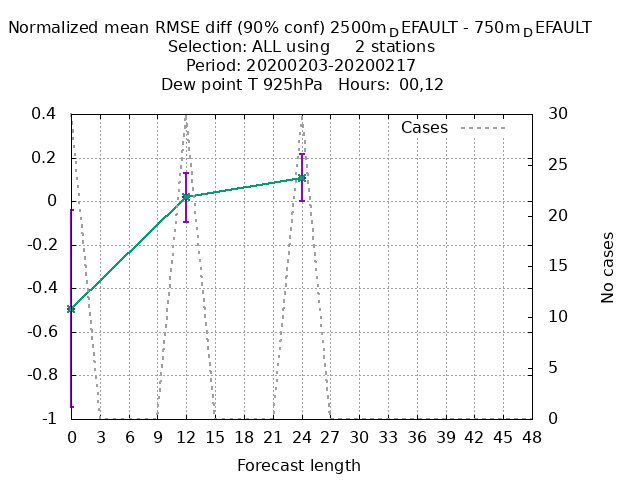 Normalized mean RMSE diff (90% conf) 2500mDEFAULT - 750mDEFAULT
Selection: ALL using 2 stations
Period: 20200203-20200217
Dew point T 925hPa Hours: 00,12
Cases
0.4
0.2
0
-0.2
-0.4
-0.6
-0.8
-1
30
25
20
15
10
5
0
No cases
0 3 6 9 12 15 18 21 24 27 30 33 36 39 42 45 48
Forecast length